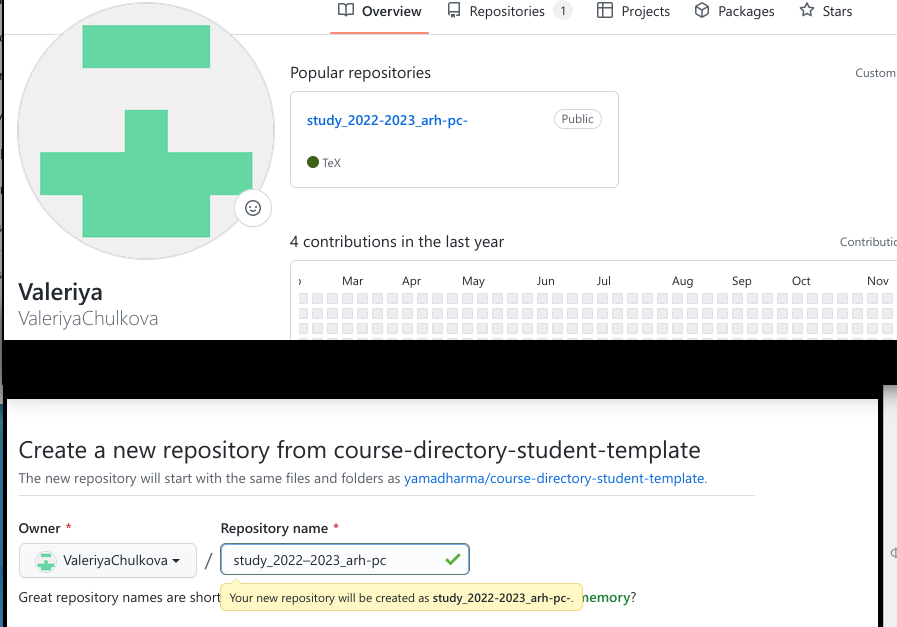 Overview Repositories 1 Projects Packages Stars
Popular repositories Custom
study_2022-2023_arh-pc- Public
TeX
4 contributions in the last year Contributio
Mar Apr May Jun Jul Aug Sep Oct Nov
Valeriya
ValeriyaChulkova
Create a new repository from course-directory-student-template
The new repository will start with the same files and folders as yamadharma/course-directory-student-template.
Owner * Repository name *
ValeriyaChulkova / study_2022–2023_arh-pc
Great repository names are short emory?
Your new repository will be created as study_2022-2023_arh-pc-.